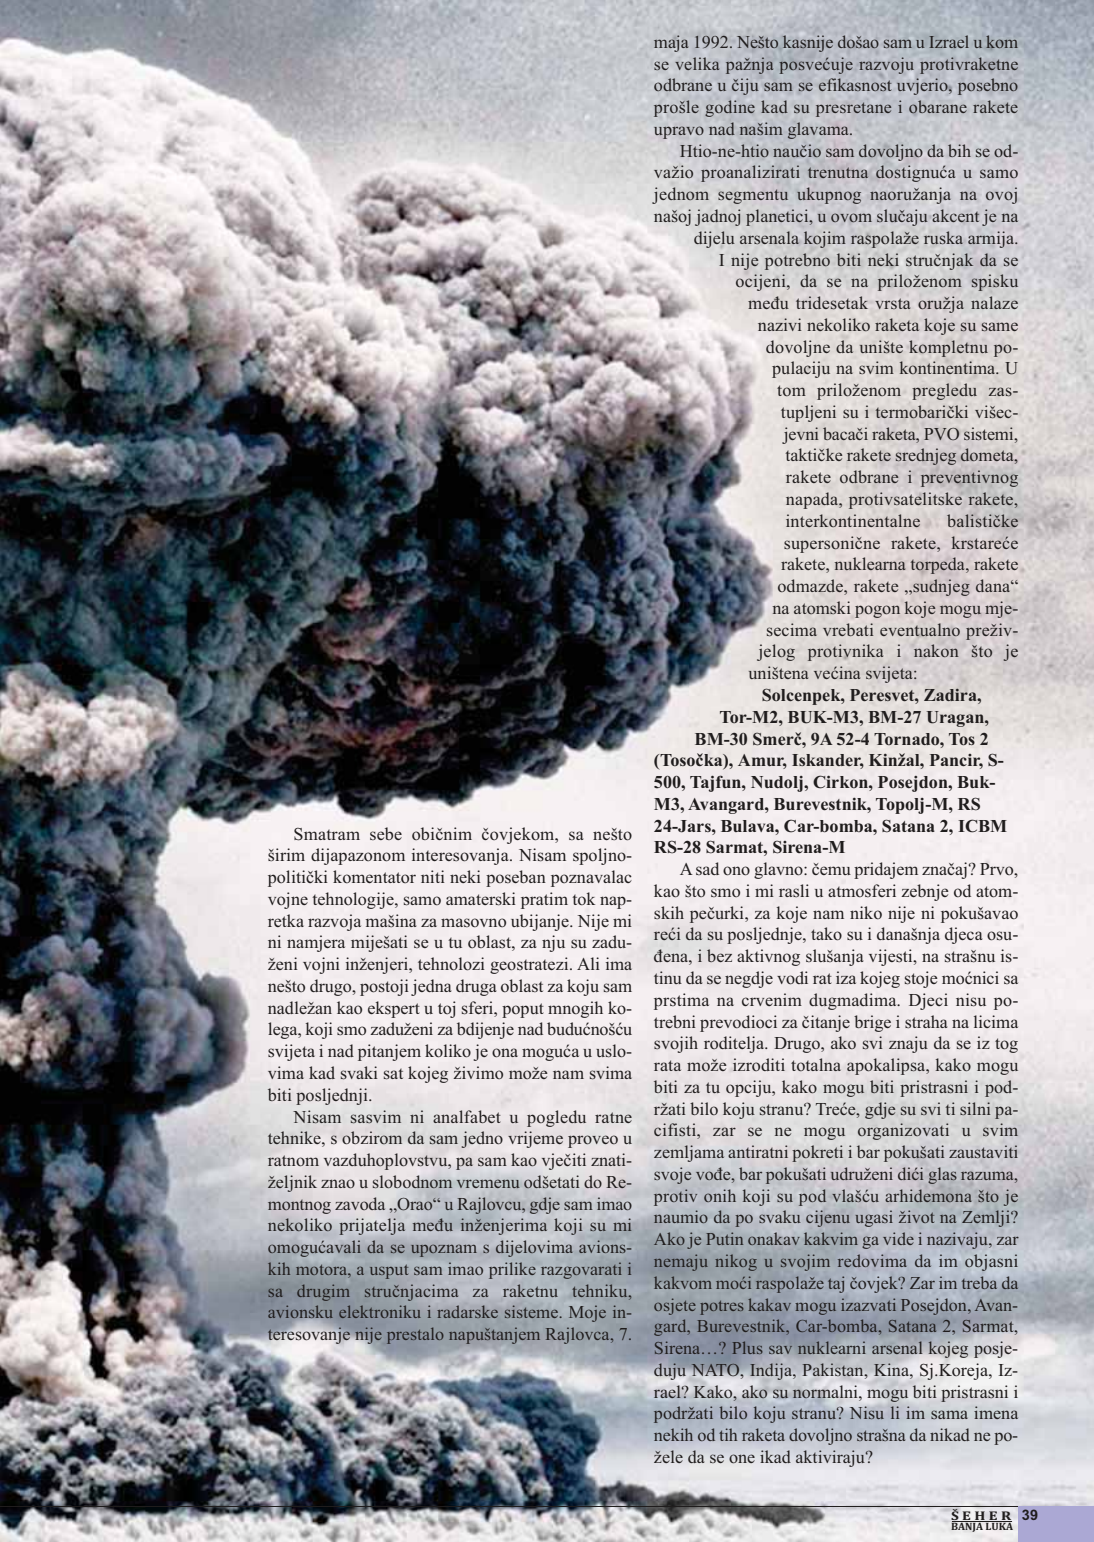 Smatram sebe običnim čovjekom, sa nešto
širim dijapazonom interesovanja. Nisam spoljno-
politički komentator niti neki poseban poznavalac
vojne tehnologije, samo amaterski pratim tok nap-
retka razvoja mašina za masovno ubijanje. Nije mi
ni namjera miješati se u tu oblast, za nju su zadu-
ženi vojni inženjeri, tehnolozi geostratezi. Ali ima
nešto drugo, postoji jedna druga oblast za koju sam
nadležan kao ekspert u toj sferi, poput mnogih ko-
lega, koji smo zaduženi za bdijenje nad budućnošću
svijeta i nad pitanjem koliko je ona moguća u uslo-
vima kad svaki sat kojeg živimo može nam svima
biti posljednji.
Nisam sasvim ni analfabet u pogledu ratne
tehnike, s obzirom da sam jedno vrijeme proveo u
ratnom vazduhoplovstvu, pa sam kao vječiti znati-
željnik znao u slobodnom vremenu odšetati do Re-
montnog zavoda „Orao“ u Rajlovcu, gdje sam imao
nekoliko prijatelja među inženjerima koji su mi
omogućavali da se upoznam s dijelovima avions-
kih motora, a usput sam imao prilike razgovarati i
sa drugim stručnjacima za raketnu tehniku,
avionsku elektroniku i radarske sisteme. Moje in-
teresovanje nije prestalo napuštanjem Rajlovca, 7.
maja 1992. Nešto kasnije došao sam u Izrael u kom
se velika pažnja posvećuje razvoju protivraketne
odbrane u čiju sam se efikasnost uvjerio, posebno
prošle godine kad su presretane i obarane rakete
upravo nad našim glavama.
Htio-ne-htio naučio sam dovoljno da bih se od-
važio proanalizirati trenutna dostignuća u samo
jednom segmentu ukupnog naoružanja na ovoj
našoj jadnoj planetici, u ovom slučaju akcent je na
dijelu arsenala kojim raspolaže ruska armija.
I nije potrebno biti neki stručnjak da se
ocijeni, da se na priloženom spisku
među tridesetak vrsta oružja nalaze
nazivi nekoliko raketa koje su same
dovoljne da unište kompletnu po-
pulaciju na svim kontinentima. U
tom priloženom pregledu zas-
tupljeni su i termobarički višec-
jevni bacači raketa, PVO sistemi,
taktičke rakete srednjeg dometa,
rakete odbrane i preventivnog
napada, protivsatelitske rakete,
interkontinentalne balističke
supersonične rakete, krstareće
rakete, nuklearna torpeda, rakete
odmazde, rakete „sudnjeg dana“
na atomski pogon koje mogu mje-
secima vrebati eventualno preživ-
jelog protivnika i nakon što je
uništena većina svijeta:
Solcenpek, Peresvet, Zadira,
Tor-M2, BUK-M3, BM-27 Uragan,
BM-30 Smerč, 9A 52-4 Tornado, Tos 2
(Tosočka), Amur, Iskander, Kinžal, Pancir, S-
500, Tajfun, Nudolj, Cirkon, Posejdon, Buk-
M3, Avangard, Burevestnik, Topolj-M, RS
24-Jars, Bulava, Car-bomba, Satana 2, ICBM
RS-28 Sarmat, Sirena-M
A sad ono glavno: čemu pridajem značaj? Prvo,
kao što smo i mi rasli u atmosferi zebnje od atom-
skih pečurki, za koje nam niko nije ni pokušavao
reći da su posljednje, tako su i današnja djeca osu-
đena, i bez aktivnog slušanja vijesti, na strašnu is-
tinu da se negdje vodi rat iza kojeg stoje moćnici sa
prstima na crvenim dugmadima. Djeci nisu po-
trebni prevodioci za čitanje brige i straha na licima
svojih roditelja. Drugo, ako svi znaju da se iz tog
rata može izroditi totalna apokalipsa, kako mogu
biti za tu opciju, kako mogu biti pristrasni i pod-
ržati bilo koju stranu? Treće, gdje su svi ti silni pa-
cifisti, zar se ne mogu organizovati u svim
zemljama antiratni pokreti i bar pokušati zaustaviti
svoje vođe, bar pokušati udruženi dići glas razuma,
protiv onih koji su pod vlašću arhidemona što je
naumio da po svaku cijenu ugasi život na Zemlji?
Ako je Putin onakav kakvim ga vide i nazivaju, zar
nemaju nikog u svojim redovima da im objasni
kakvom moći raspolaže taj čovjek? Zar im treba da
osjete potres kakav mogu izazvati Posejdon, Avan-
gard, Burevestnik, Car-bomba, Satana 2, Sarmat,
Sirena…? Plus sav nuklearni arsenal kojeg posje-
duju NATO, Indija, Pakistan, Kina, Sj.Koreja, Iz-
rael? Kako, ako su normalni, mogu biti pristrasni i
podržati bilo koju stranu? Nisu li im sama imena
nekih od tih raketa dovoljno strašna da nikad ne po-
žele da se one ikad aktiviraju?
ŠEHER 39
BANJA LUKA